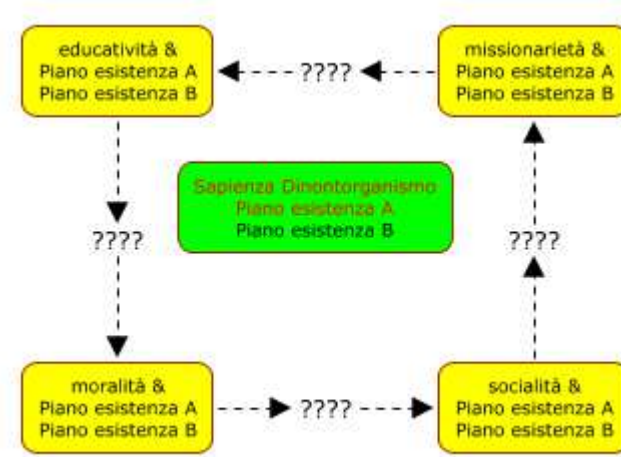 educatività &
Piano esistenza A
Piano esistenza B
????
missionarietà &
Piano esistenza A
Piano esistenza B
Sapienza Dinontorganismo
Piano esistenza A
Piano esistenza B
????
????
moralità &
Piano esistenza A
Piano esistenza B
????
socialità &
Piano esistenza A
Piano esistenza B